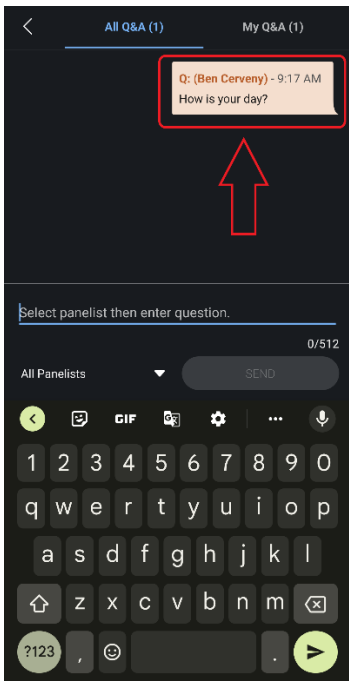 All Q&A (1) My Q&A (1)
Q: (Ben Cerveny) - 9:17 AM
How is your day?
Select panelist then enter question.
0/512
All Panelists SEND
GIF
1 2 3 4 5 6 7 8 9 0
q w e r t y u i o p
a s d f g h j k l
z x c v b n m
?123 , .